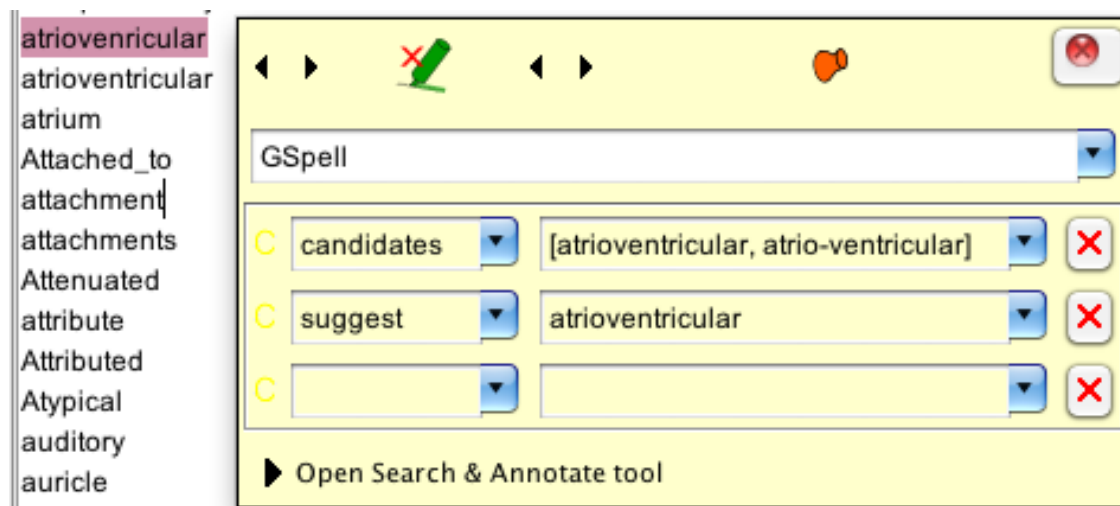 atriovenricular
atrioventricular
atrium
Attached_to
attachment
attachments
Attenuated
attribute
Attributed
Atypical
auditory
auricle
GSpell
C candidates [atrioventricular, atrio-ventricular]
C suggest atrioventricular
C
Open Search & Annotate tool